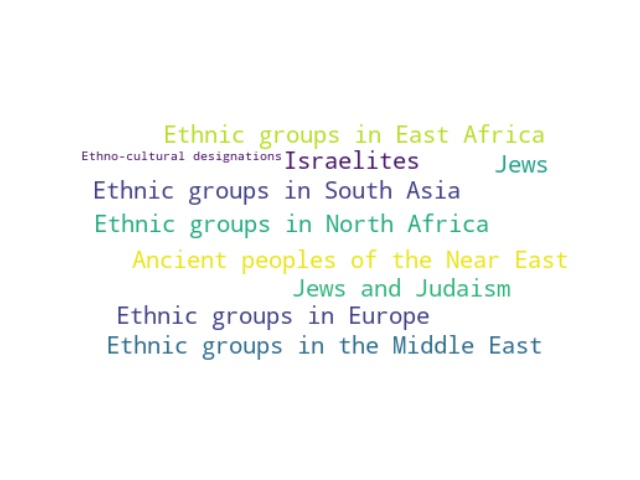 Ethnic groups in East Africa
Ethno-cultural designations Israelites Jews
Ethnic groups in South Asia
Ethnic groups in North Africa
Ancient peoples of the Near East
Jews and Judaism
Ethnic groups in Europe
Ethnic groups in the Middle East